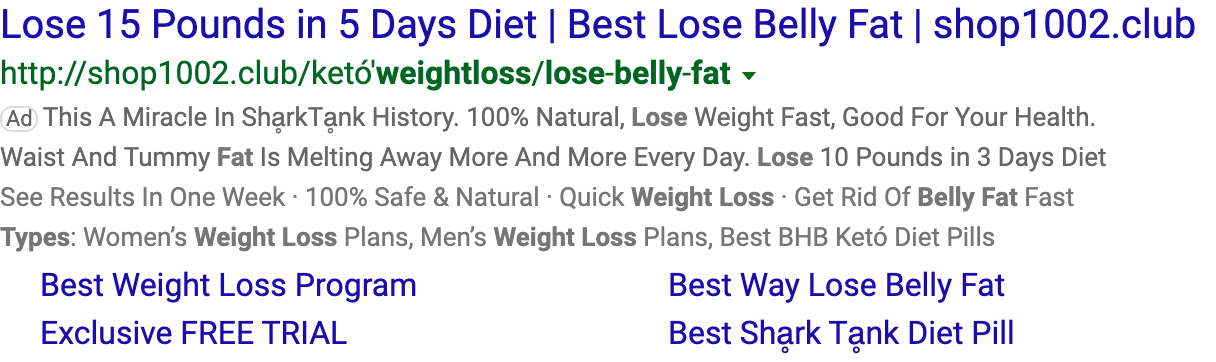 Lose 15 Pounds in 5 Days Diet | Best Lose Belly Fat | shop1002.club
http://shop1002.club/ketó'weightloss/lose-belly-fat
Ad This A Miracle In Shḁrk Tḁnk History. 100% Natural, Lose Weight Fast, Good For Your Health.
Waist And Tummy Fat Is Melting Away More And More Every Day. Lose 10 Pounds in 3 Days Diet
See Results In One Week · 100% Safe & Natural · Quick Weight Loss · Get Rid Of Belly Fat Fast
Types: Women’s Weight Loss Plans, Men’s Weight Loss Plans, Best BHB Ketó Diet Pills
Best Weight Loss Program
Best Way Lose Belly Fat
Exclusive FREE TRIAL
Best Shḁrk Tḁnk Diet Pill